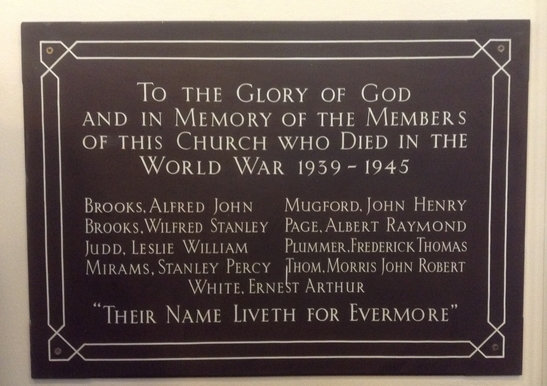 To the Glory of God
and in Memory of the Members
of this Church who Died in the
World War 1939 - 1945
Brooks, Alfred John
Brooks, Wilfred Stanley
Judd, Leslie William
Mirams, Stanley Percy
Mugford, John Henry
Page, Albert Raymond
Plummer, Frederick Thomas
Thom, Morris John Robert
White, Ernest Arthur
"Their Name Liveth for Evermore"